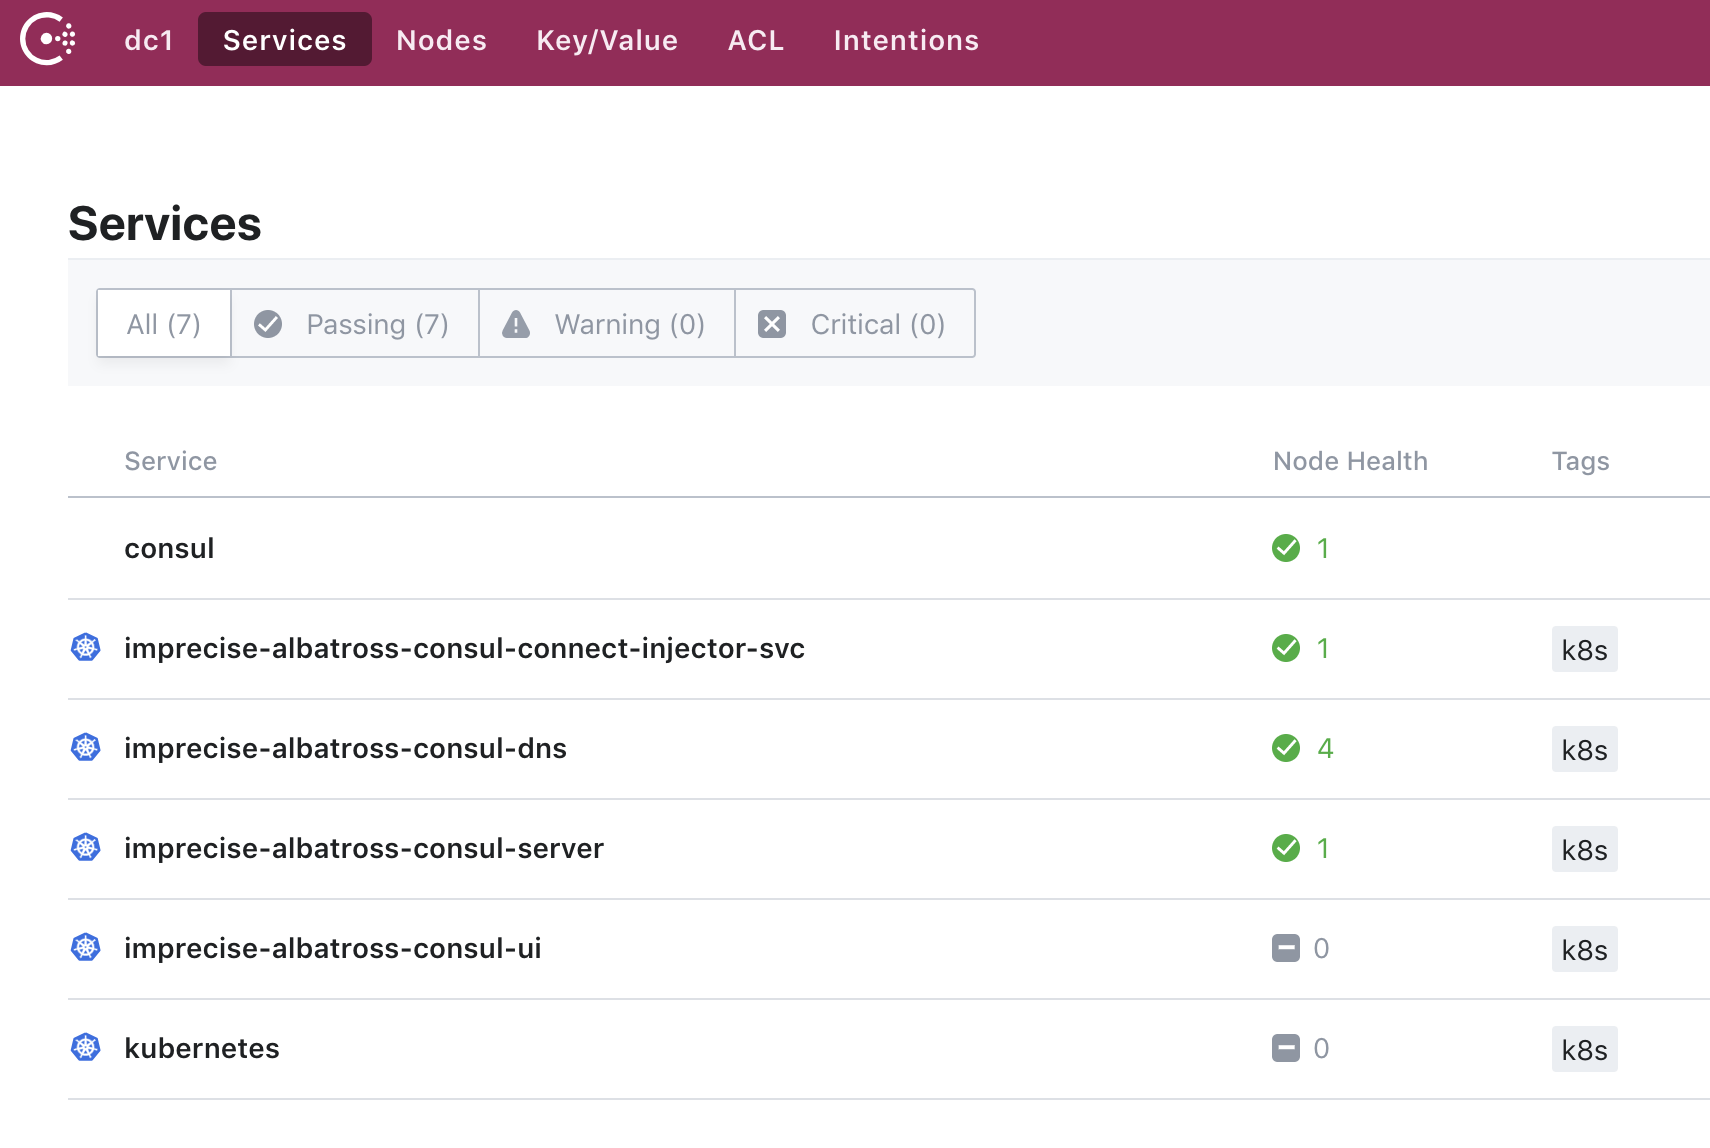 dc1 Services Nodes Key/Value ACL Intentions
Services
All (7) Passing (7) Warning (0) Critical (0)
Service Node Health Tags
consul 1
imprecise-albatross-consul-connect-injector-svc 1 k8s
imprecise-albatross-consul-dns 4 k8s
imprecise-albatross-consul-server 1 k8s
imprecise-albatross-consul-ui 0 k8s
kubernetes 0 k8s